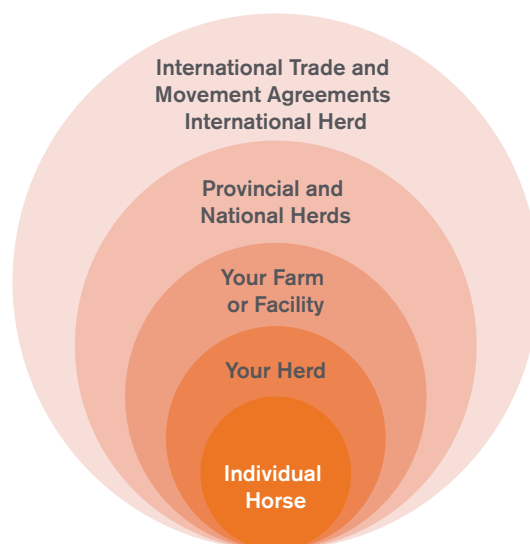 International Trade and
Movement Agreements
International Herd
Provincial and
National Herds
Your Farm
or Facility
Your Herd
Individual
Horse